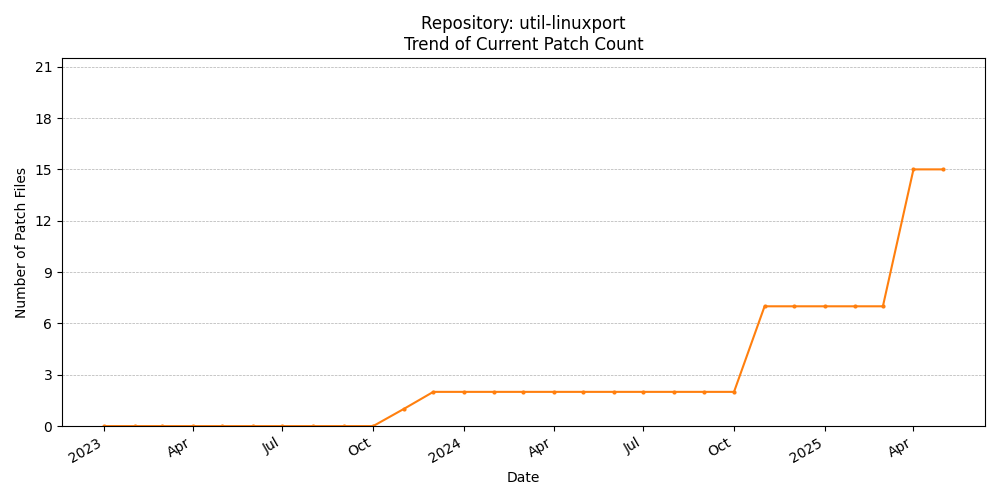 Repository: util-linuxport
Trend of Current Patch Count
21
18
15
12
9
6
3
0
Number of Patch Files
2023
Apr
Jul
Oct
2024
Apr
Jul
Oct
2025
Apr
Date